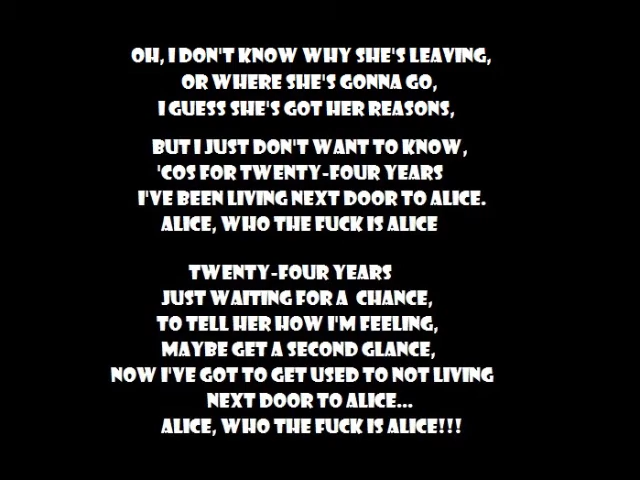 OH, I DON'T KNOW WHY SHE'S LEAVING,
OR WHERE SHE'S GONNA GO,
I GUESS SHE'S GOT HER REASONS,
BUT I JUST DON'T WANT TO KNOW,
'COS FOR TWENTY-FOUR YEARS
I'VE BEEN LIVING NEXT DOOR TO ALICE.
ALICE, WHO THE FUCK IS ALICE
TWENTY-FOUR YEARS
JUST WAITING FOR A CHANCE,
TO TELL HER HOW I'M FEELING,
MAYBE GET A SECOND GLANCE,
NOW I'VE GOT TO GET USED TO NOT LIVING
NEXT DOOR TO ALICE...
ALICE, WHO THE FUCK IS ALICE!!!